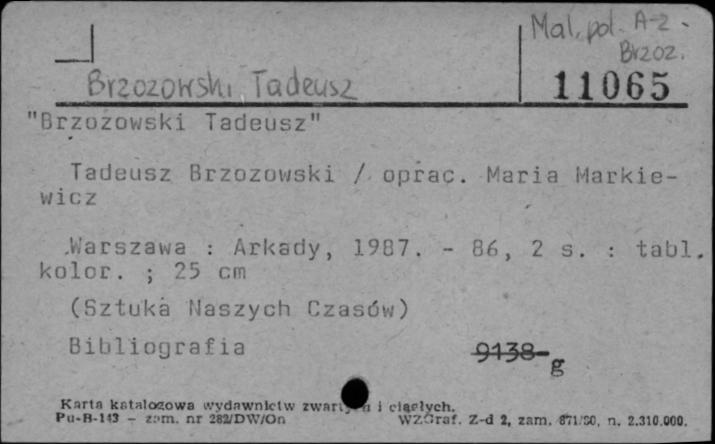 Mal. pol. A-Z.
Brzoz.
Brzozowski Tadeusz
11065
"Brzozowski Tadeusz"
Tadeusz Brzozowski / oprac. Maria Markie-
wicz
Warszawa : Arkady, 1987. - 86, 2 s. : tabl.
kolor. ; 25 cm
(Sztuka Naszych Czasów)
Bibliografia
9138
g
Karta katalogowa wydawnictw i ciągłych.
Pu-B-143 - zam. nr 282/DW/On
WZGraf. Z-d 2, zam. 871/80, n. 2.310.000.